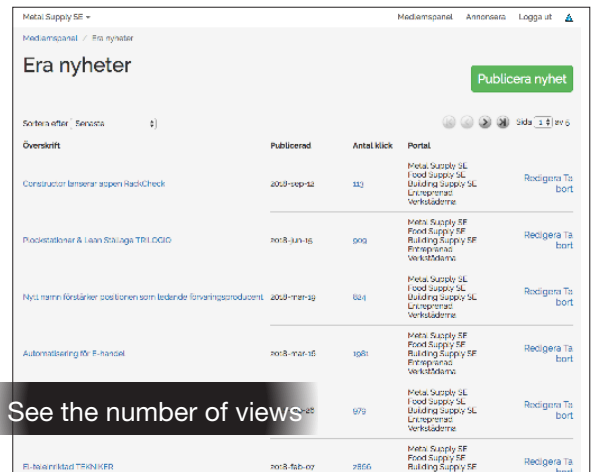 Metal Supply SE
Medlemspanel Annonsera Logga ut
Medlemspanel / Era nyheter
Era nyheter
Publicera nyhet
Sortera efter Senaste
Sida 1 av 5
Överskrift Publicerad Antal klick Portal
Constructor lanserar appen RackCheck 2018-sep-12 113
Metal Supply SE
Food Supply SE
Building Supply SE
Entreprenad
Verkstäderna
Redigera Ta
bort
Plockstationer & Lean Ställage TRILOGIQ 2018-jun-15 909
Metal Supply SE
Food Supply SE
Building Supply SE
Entreprenad
Verkstäderna
Redigera Ta
bort
Nytt namn förstärker positionen som ledande förvaringsproducent 2018-mar-19 824
Metal Supply SE
Food Supply SE
Building Supply SE
Entreprenad
Verkstäderna
Redigera Ta
bort
Automatisering för E-handel 2018-mar-16 1981
Metal Supply SE
Food Supply SE
Building Supply SE
Entreprenad
Verkstäderna
Redigera Ta
bort
See the number of views
979
Metal Supply SE
Food Supply SE
Building Supply SE
Entreprenad
Verkstäderna
Redigera Ta
bort
El-teleinriktad TEKNIKER 2018-feb-07 2866
Metal Supply SE
Food Supply SE
Building Supply SE
Redigera Ta
bort